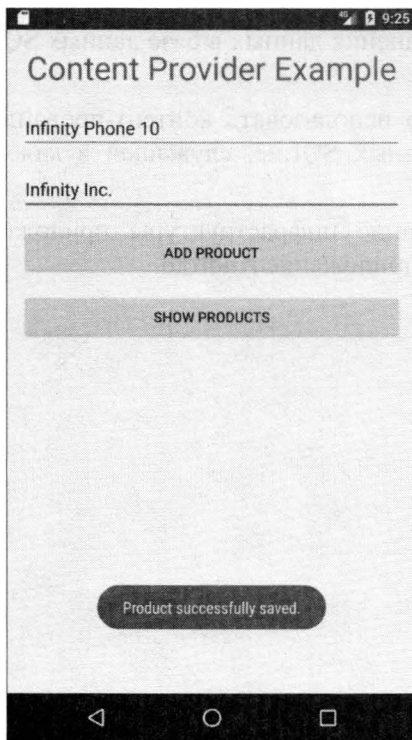 9:25
Content Provider Example
Infinity Phone 10
Infinity Inc.
ADD PRODUCT
SHOW PRODUCTS
Product successfully saved.